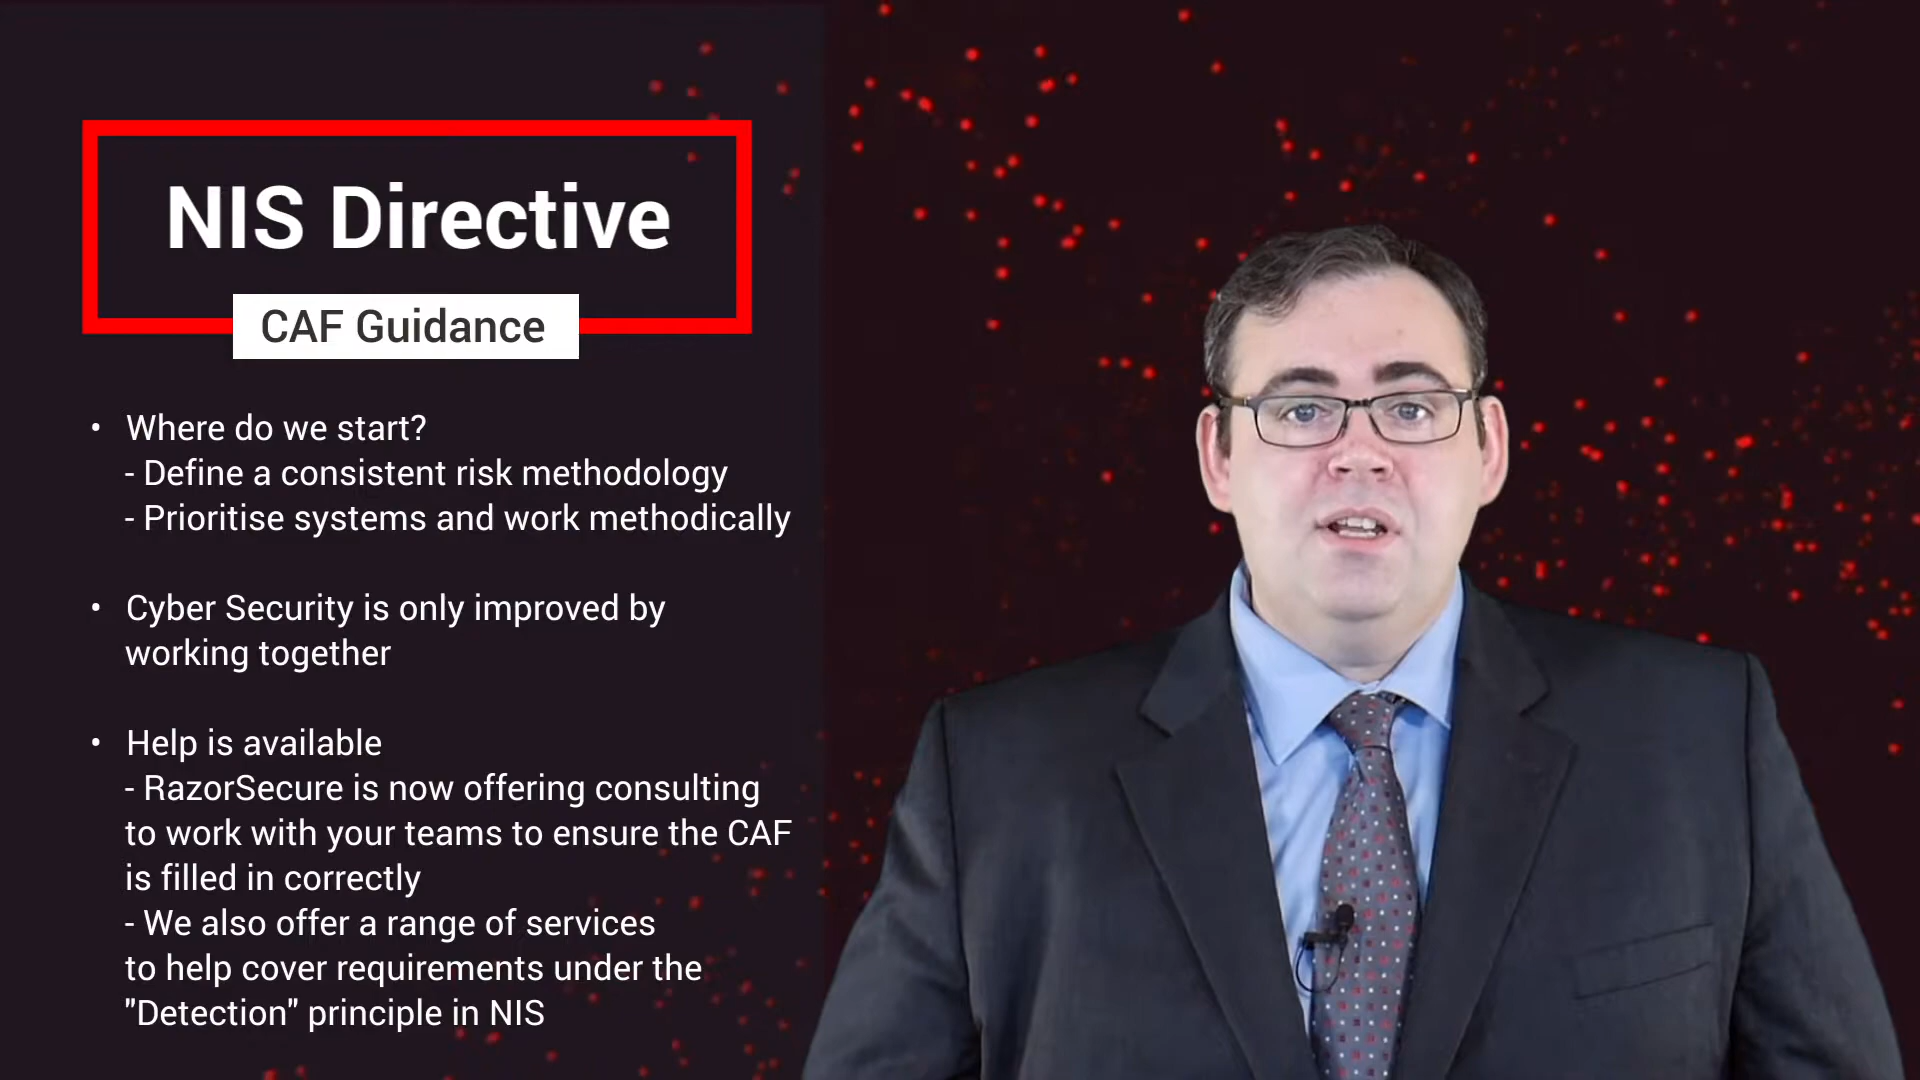 NIS Directive
CAF Guidance
• Where do we start?
- Define a consistent risk methodology
- Prioritise systems and work methodically
• Cyber Security is only improved by
working together
• Help is available
- RazorSecure is now offering consulting
to work with your teams to ensure the CAF
is filled in correctly
- We also offer a range of services
to help cover requirements under the
"Detection" principle in NIS